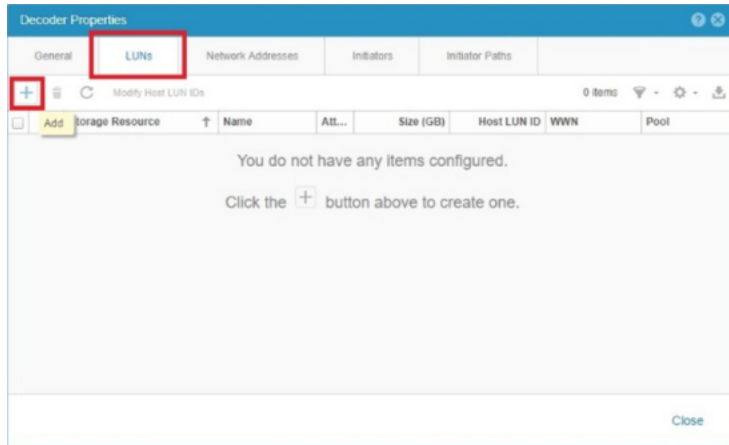 Decoder Properties
General LUNs Network Addresses Initiators Initiator Paths
Modify Host LUN IDs 0 items
Add torage Resource Name Att... Size (GB) Host LUN ID WWN Pool
You do not have any items configured.
Click the + button above to create one.
Close